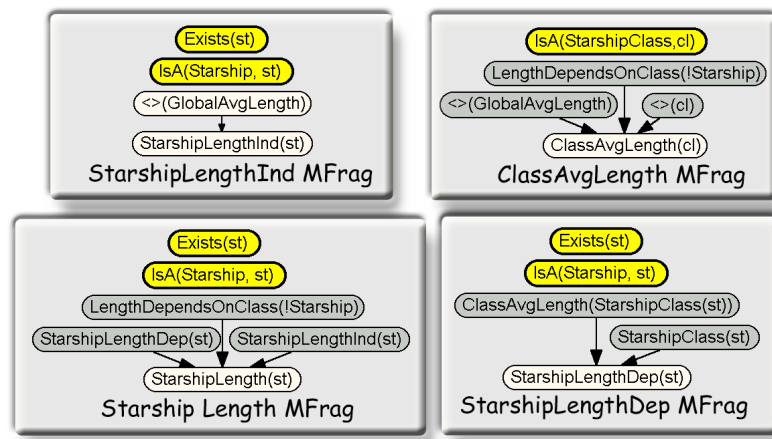 Exists(st)
IsA(Starship, st)
<>(GlobalAvgLength)
StarshipLengthInd(st)
StarshipLengthInd MFrag
IsA(StarshipClass,cl)
LengthDependsOnClass(!Starship)
<>(GlobalAvgLength)
<>(cl)
ClassAvgLength(cl)
ClassAvgLength MFrag
Exists(st)
IsA(Starship, st)
LengthDependsOnClass(!Starship)
StarshipLengthDep(st)
StarshipLengthInd(st)
StarshipLength(st)
Starship Length MFrag
Exists(st)
IsA(Starship, st)
ClassAvgLength(StarshipClass(st))
StarshipClass(st)
StarshipLengthDep(st)
StarshipLengthDep MFrag